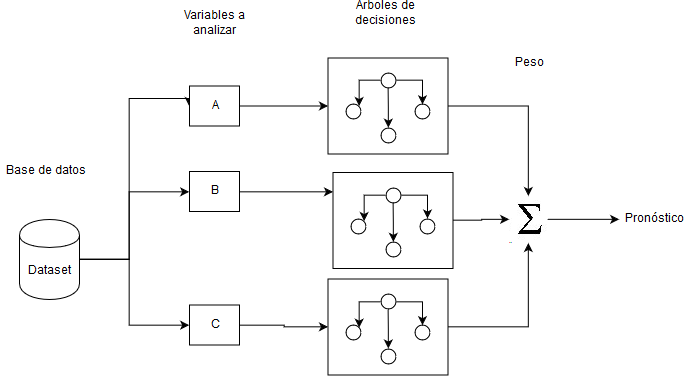 Variables a
analizar
Arboles de
decisiones
Peso
A
Base de datos
B
Σ
Pronóstico
Dataset
C